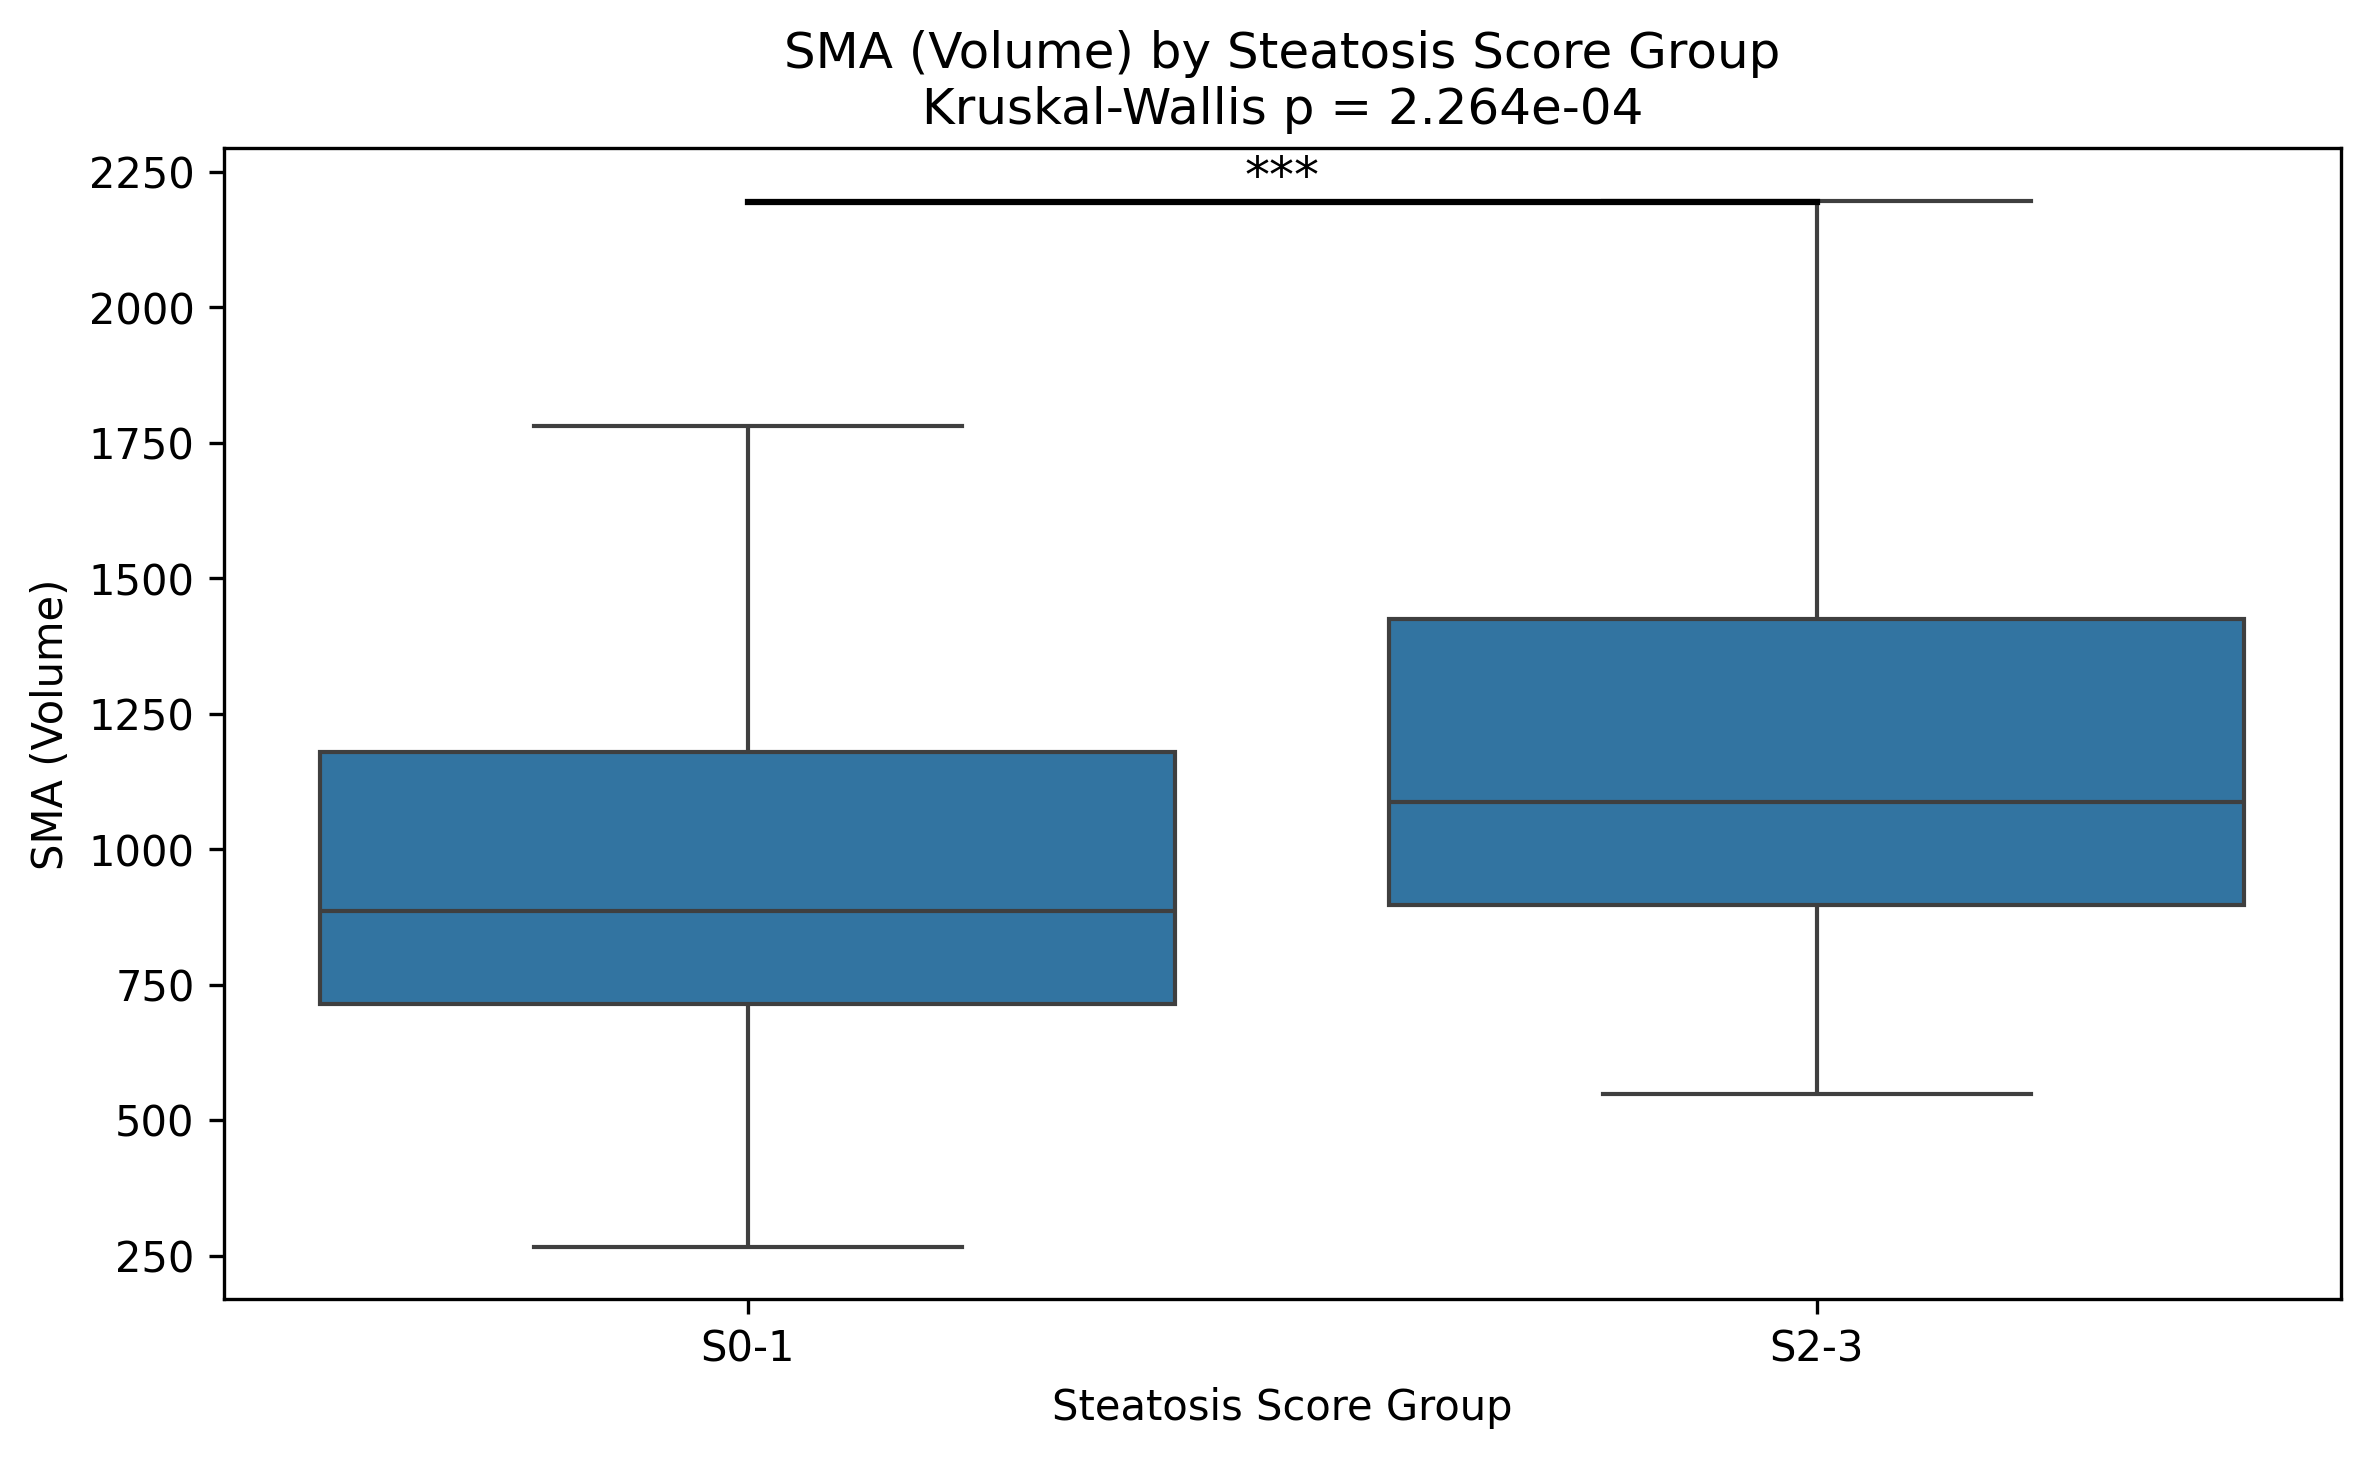 SMA (Volume) by Steatosis Score Group
Kruskal-Wallis p = 2.264e-04
***
2250
2000
1750
1500
1250
1000
750
500
250
SMA (Volume)
S0-1
S2-3
Steatosis Score Group